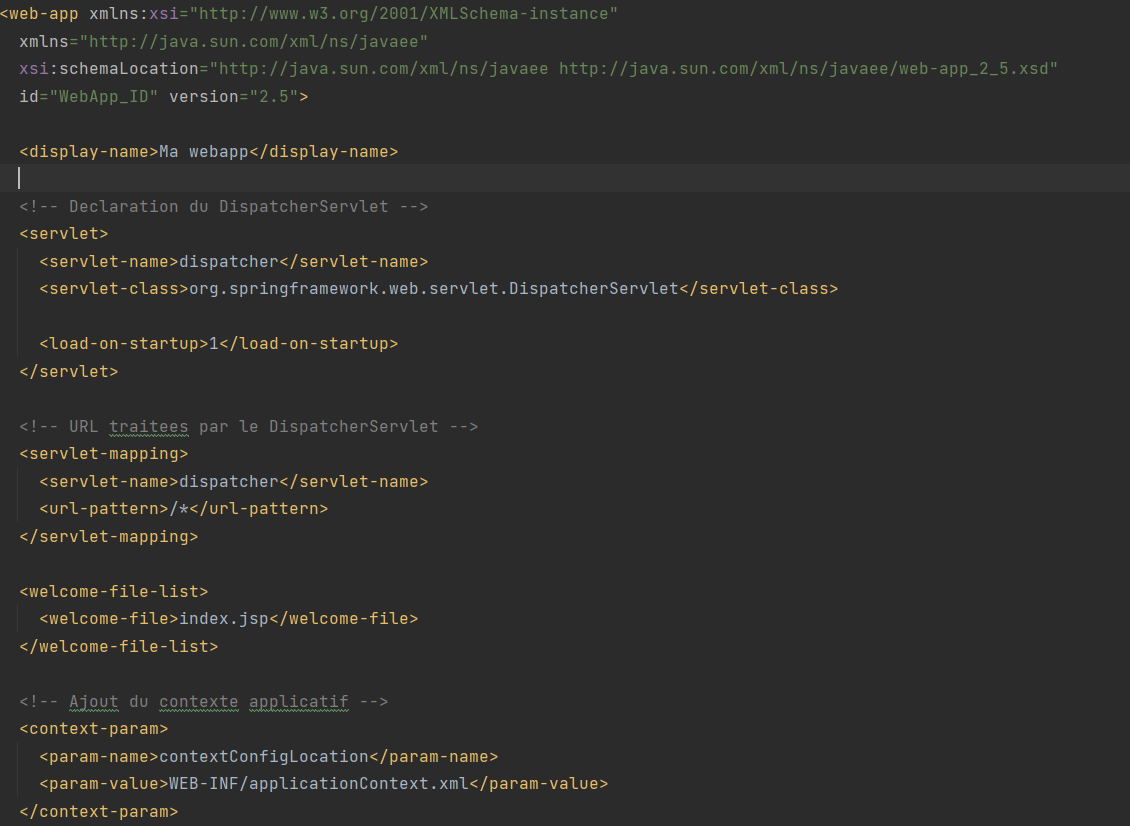 <web-app xmlns:xsi="http://www.w3.org/2001/XMLSchema-instance"
xmlns="http://java.sun.com/xml/ns/javaee"
xsi:schemaLocation="http://java.sun.com/xml/ns/javaee http://java.sun.com/xml/ns/javaee/web-app_2_5.xsd"
id="WebApp_ID" version="2.5">
<display-name>Ma webapp</display-name>
<!-- Declaration du DispatcherServlet -->
<servlet>
<servlet-name>dispatcher</servlet-name>
<servlet-class>org.springframework.web.servlet.DispatcherServlet</servlet-class>
<load-on-startup>1</load-on-startup>
</servlet>
<!-- URL traitees par le DispatcherServlet -->
<servlet-mapping>
<servlet-name>dispatcher</servlet-name>
<url-pattern>/*</url-pattern>
</servlet-mapping>
<welcome-file-list>
<welcome-file>index.jsp</welcome-file>
</welcome-file-list>
<!-- Ajout du contexte applicatif -->
<context-param>
<param-name>contextConfigLocation</param-name>
<param-value>WEB-INF/applicationContext.xml</param-value>
</context-param>